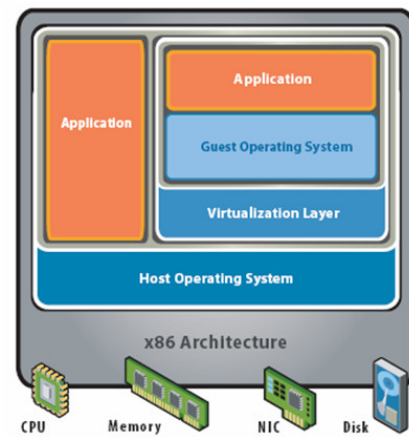 Application
Application
Guest Operating System
Virtualization Layer
Host Operating System
x86 Architecture
CPU
Memory
NIC
Disk